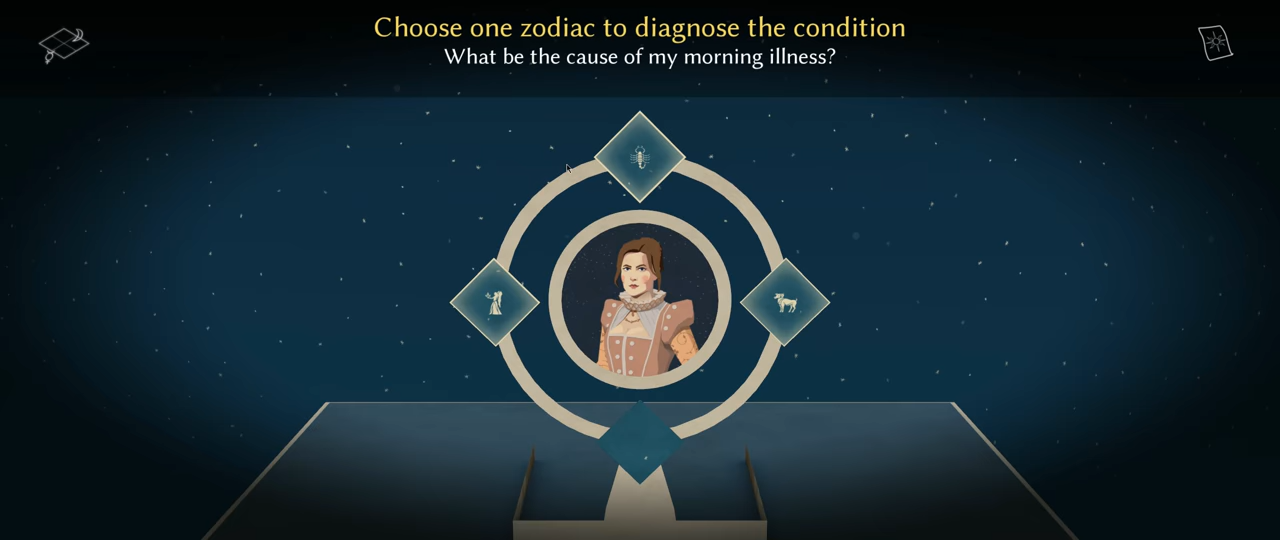 Choose one zodiac to diagnose the condition
What be the cause of my morning illness?